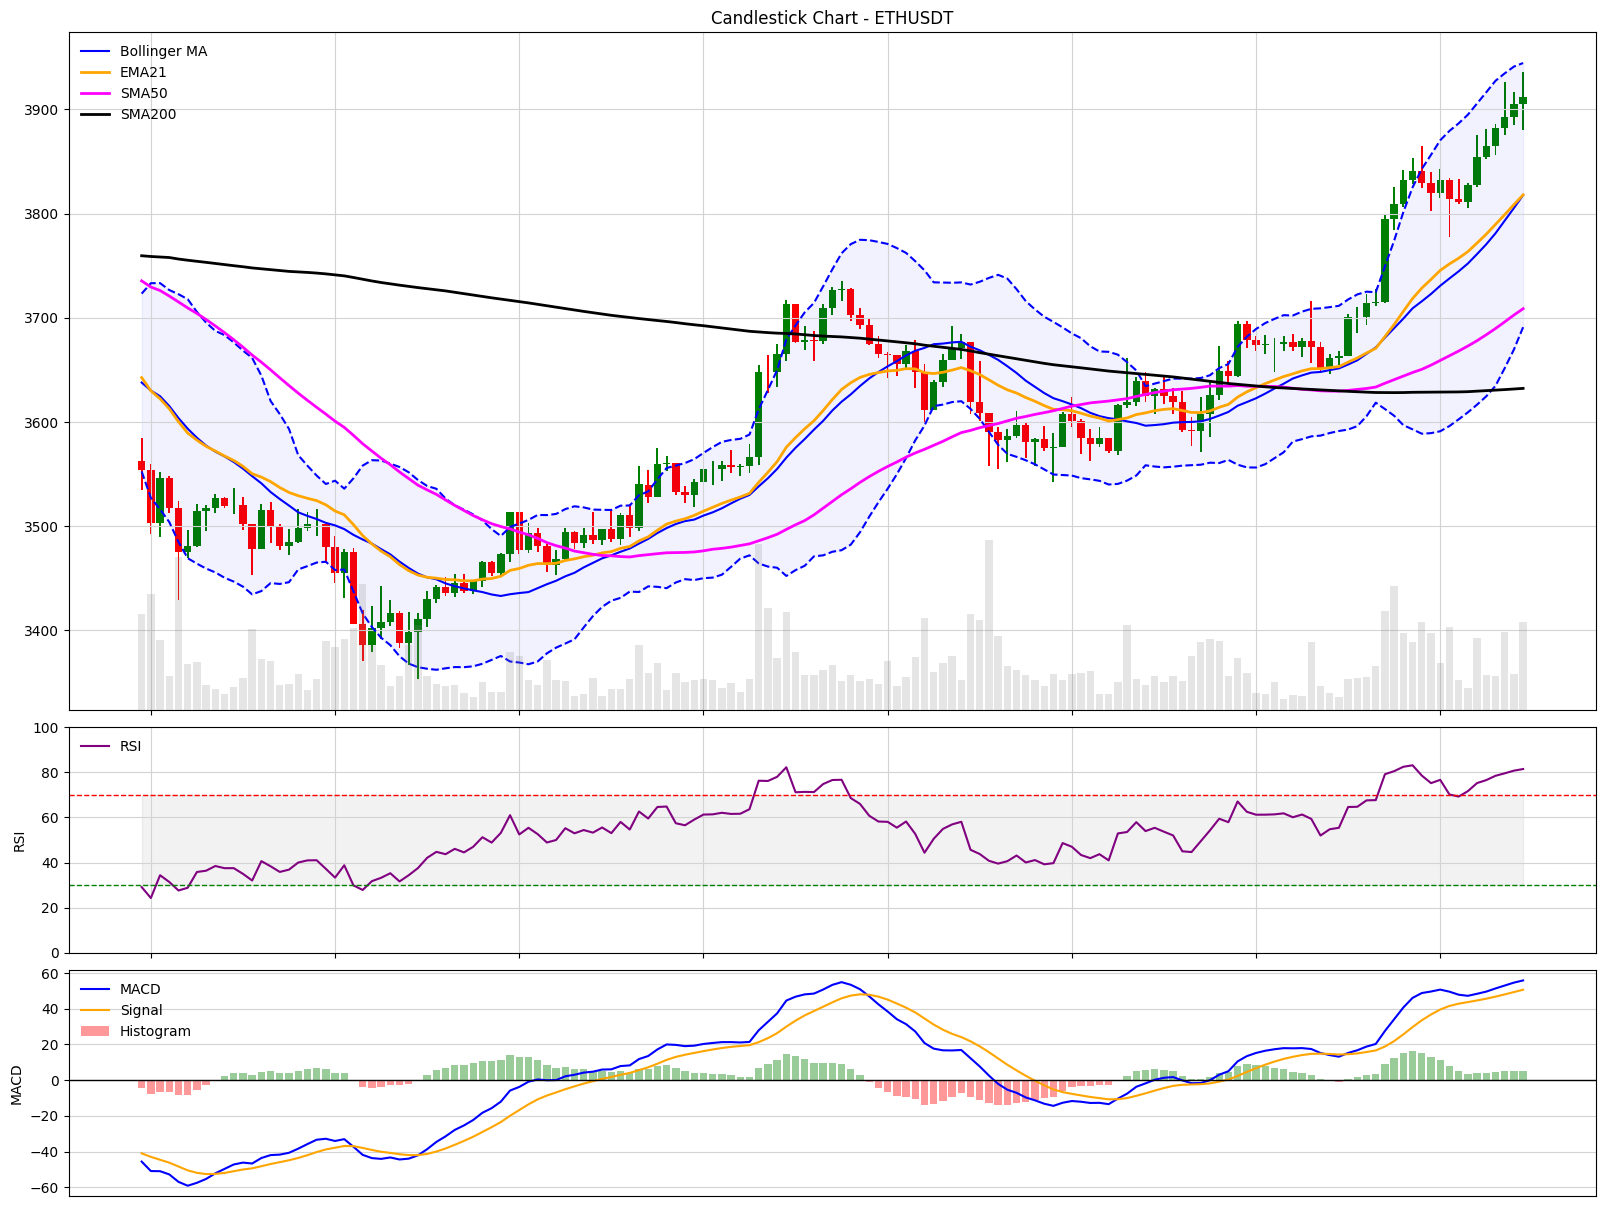 Candlestick Chart - ETHUSDT
Bollinger MA
EMA21
SMA50
SMA200
3900
3800
3700
3600
3500
3400
RSI
100
80
60
40
20
0
RSI
MACD
Signal
Histogram
60
40
20
0
−20
−40
−60
MACD